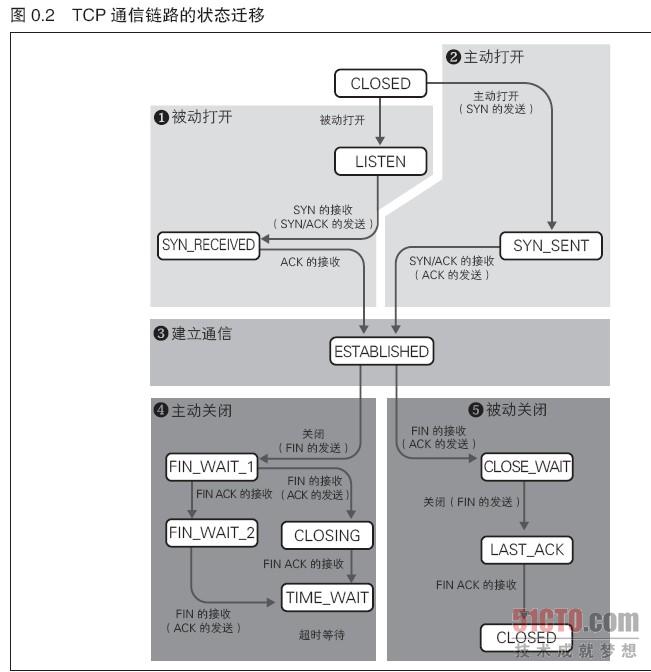 图 0.2 TCP 通信链路的状态迁移
❷主动打开
CLOSED
主动打开
（SYN 的发送）
❶被动打开
被动打开
LISTEN
SYN 的接收
（SYN/ACK 的发送）
SYN_RECEIVED
SYN_SENT
ACK 的接收
SYN/ACK 的接收
（ACK 的发送）
❸建立通信
ESTABLISHED
❹主动关闭
关闭
（FIN 的发送）
FIN_WAIT_1
FIN 的接收
（ACK 的发送）
FIN ACK 的接收
FIN_WAIT_2
CLOSING
FIN ACK 的接收
TIME_WAIT
FIN 的接收
（ACK 的发送）
超时等待
❺被动关闭
FIN 的接收
（ACK 的发送）
CLOSE_WAIT
关闭（FIN 的发送）
LAST_ACK
FIN ACK 的接收
CLOSED
51CTO.com
技术成就梦想